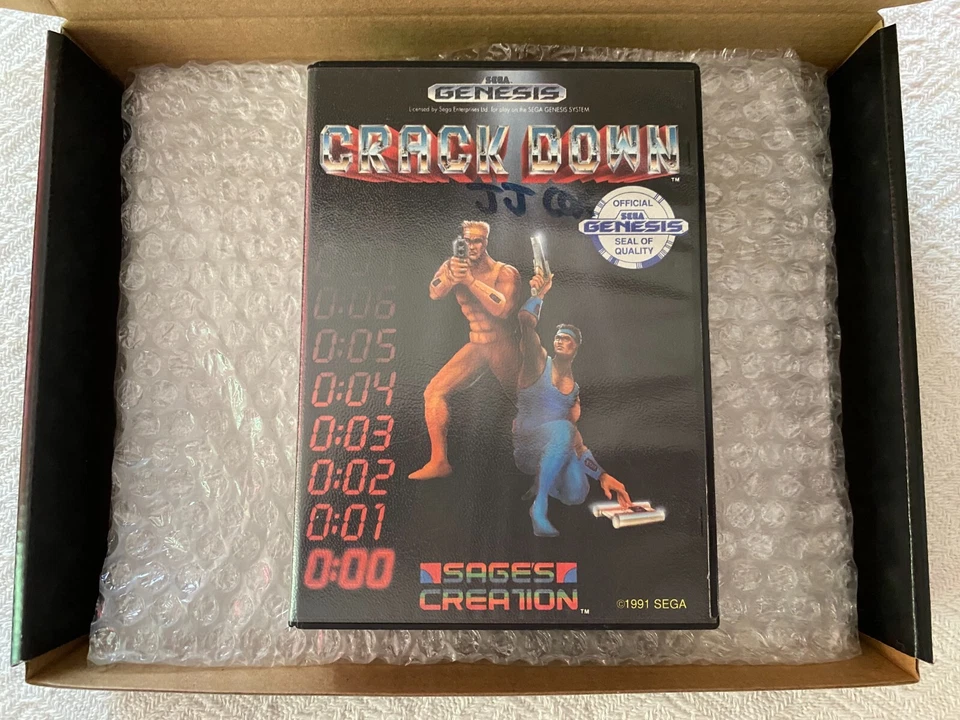 SEGA
GENESIS
Licensed by Sega Enterprises Ltd. for play on the SEGA GENESIS SYSTEM.
CRACK DOWN
TM
OFFICIAL
SEGA
GENESIS
SEAL OF
QUALITY
0:06
0:05
0:04
0:03
0:02
0:01
0:00
SAGES
CREATION
TM
©1991 SEGA